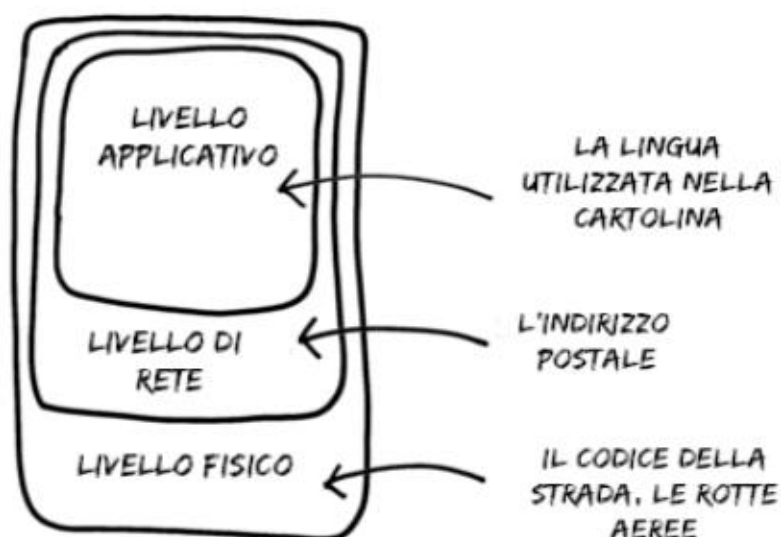 LIVELLO
APPLICATIVO
LA LINGUA
UTILIZZATA NELLA
CARTOLINA
LIVELLO DI
RETE
L'INDIRIZZO
POSTALE
LIVELLO FISICO
IL CODICE DELLA
STRADA, LE ROTTE
AEREE